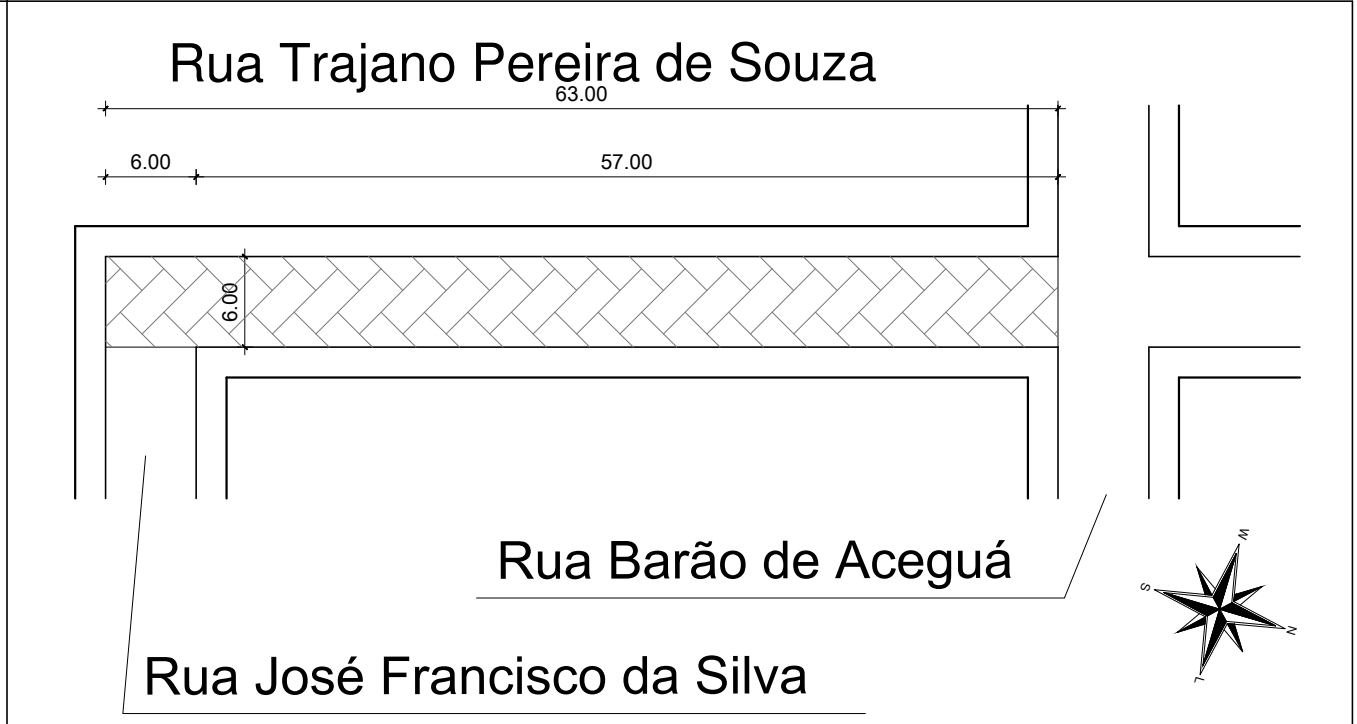 Rua Trajano Pereira de Souza
63.00
6.00 57.00
6.00
Rua Barão de Aceguá
Rua José Francisco da Silva
W
S
N
L